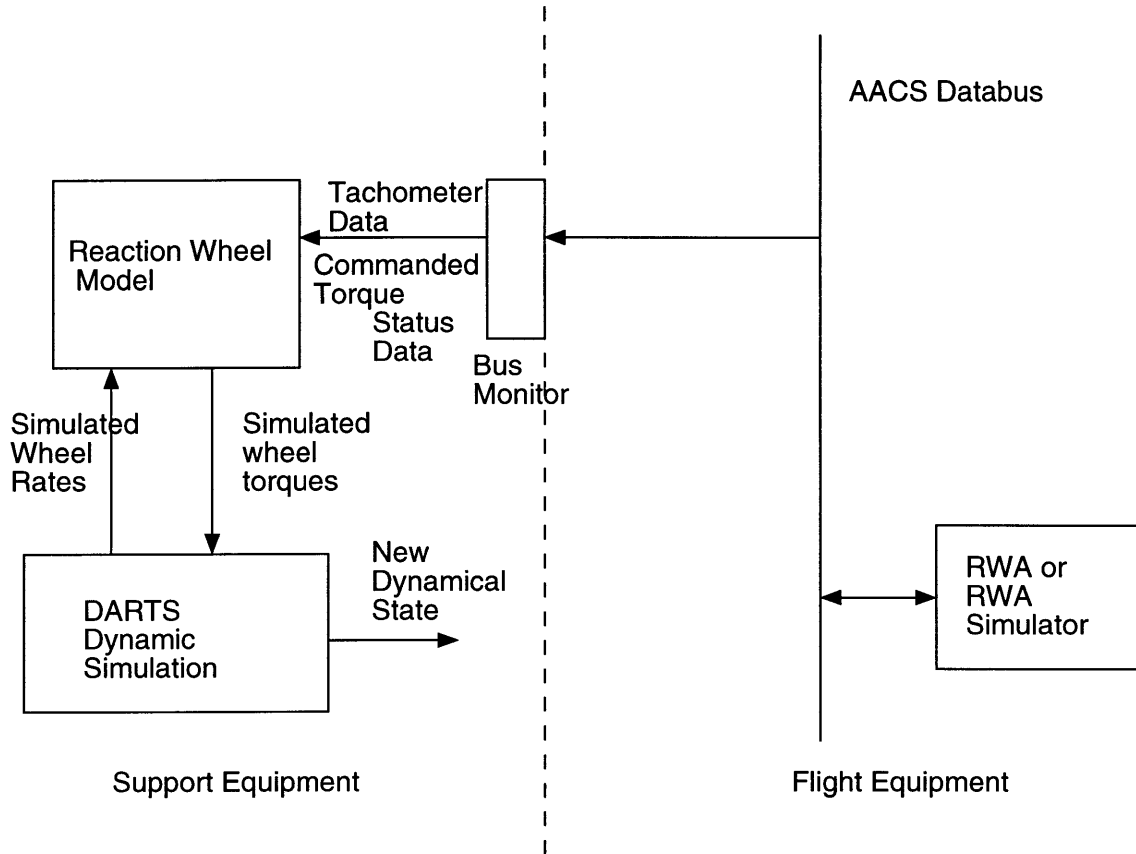 AACS Databus
Tachometer
Data
Reaction Wheel
Model
Commanded
Torque
Status
Data
Bus
Monitor
Simulated
Wheel
Rates
Simulated
wheel
torques
New
Dynamical
State
DARTS
Dynamic
Simulation
RWA or
RWA
Simulator
Support Equipment
Flight Equipment